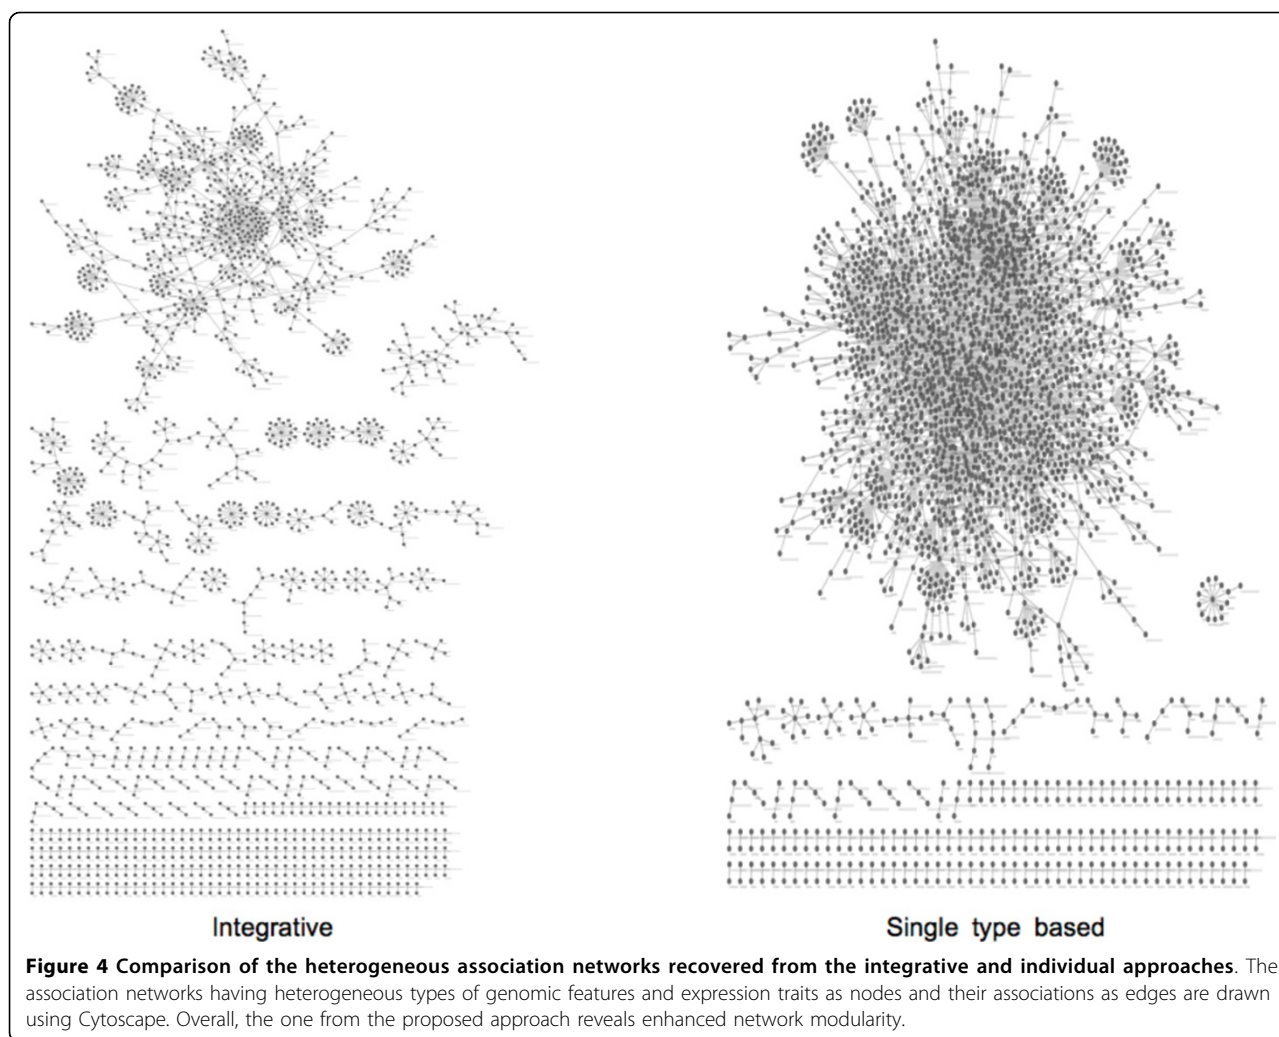 Integrative
Single type based
Figure 4 Comparison of the heterogeneous association networks recovered from the integrative and individual approaches. The
association networks having heterogeneous types of genomic features and expression traits as nodes and their associations as edges are drawn
using Cytoscape. Overall, the one from the proposed approach reveals enhanced network modularity.